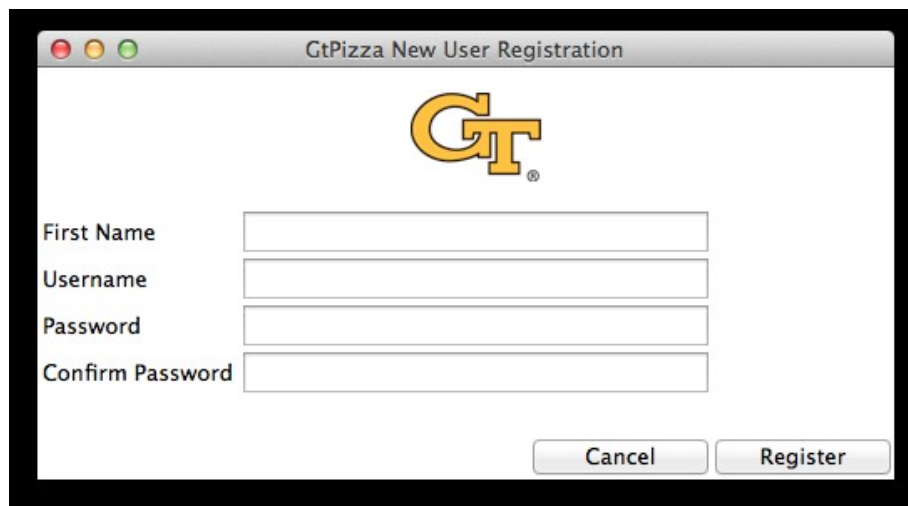 GtPizza New User Registration
GT®
First Name
Username
Password
Confirm Password
Cancel Register